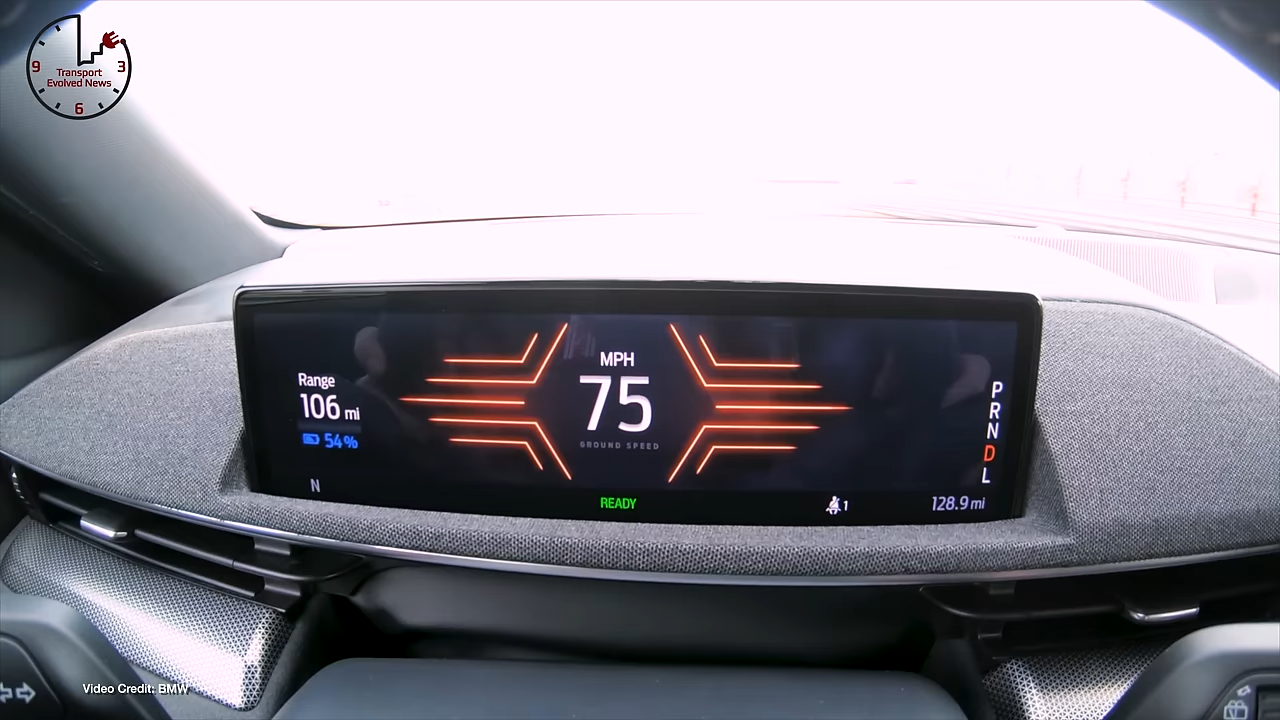 9
3
Transport
Evolved News
6
MPH
75
GROUND SPEED
Range
106 mi
54%
P
R
N
D
L
N
READY
1
128.9 mi
Video Credit: BMW